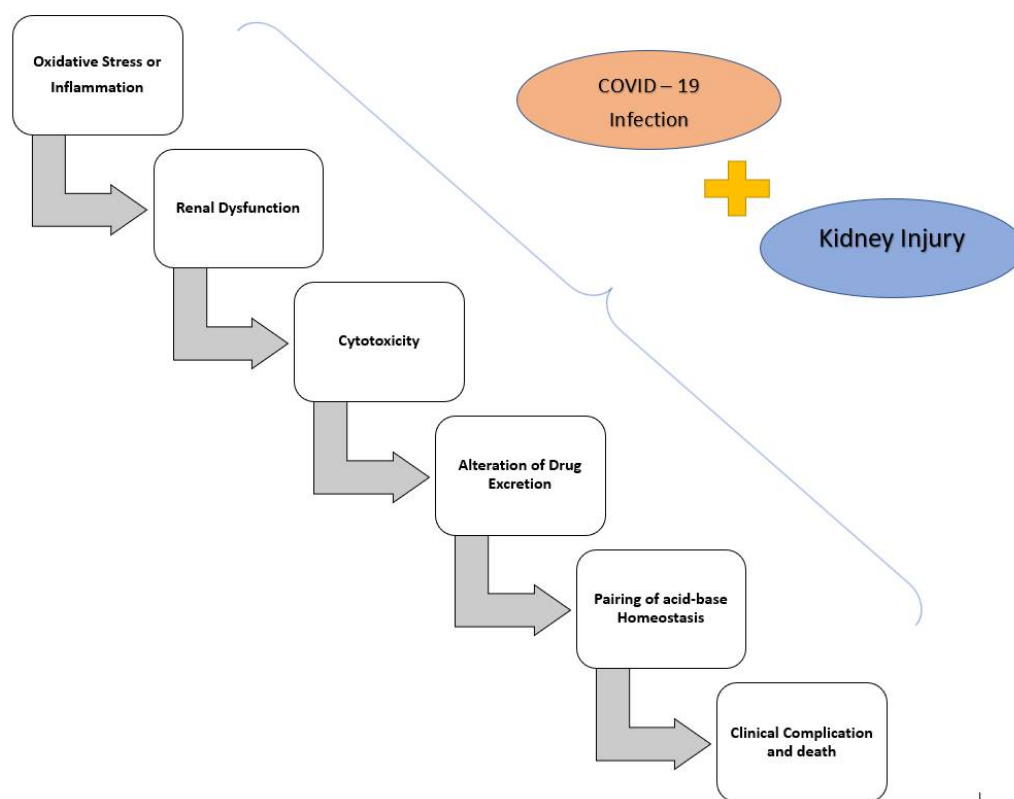 Oxidative Stress or
Inflammation
COVID – 19
Infection
Renal Dysfunction
Kidney Injury
Cytotoxicity
Alteration of Drug
Excretion
Pairing of acid-base
Homeostasis
Clinical Complication
and death